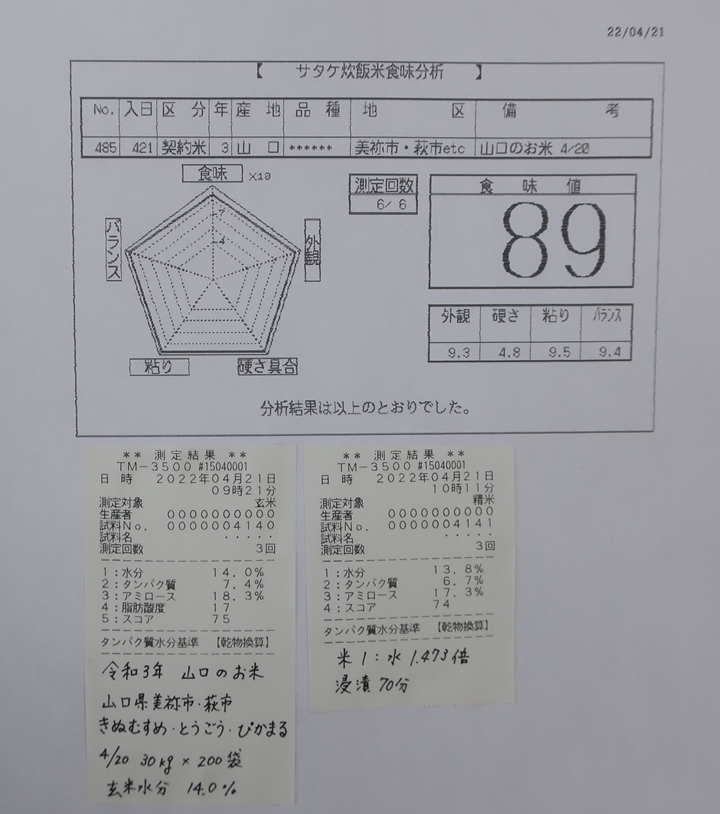 22/04/21
【 サタケ炊飯米食味分析 】
No. 入日 区分 年 産地 品種 地区 備考
485 421 契約米 3 山口 ****** 美祢市・萩市etc 山口のお米 4/20
食味 ×10
7
4
外観
硬さ具合
粘り
バランス
測定回数
6/ 6
食味値
89
外観 硬さ 粘り バランス
9.3 4.8 9.5 9.4
分析結果は以上のとおりでした。
** 測定結果 **
TM-3500 #15040001
日 時 2022年04月21日
09時21分
測定対象 玄米
生産者 0000000000
試料No. 0000004140
試料名 ・・・・・
測定回数 3回
1:水分 14.0%
2:タンパク質 7.4%
3:アミロース 18.3%
4:脂肪酸度 17
5:スコア 75
タンパク質水分基準 【乾物換算】
令和3年 山口のお米
山口県美祢市・萩市
きぬむすめ・とうごう・ぴかまる
4/20 30kg × 200袋
玄米水分 14.0%
** 測定結果 **
TM-3500 #15040001
日 時 2022年04月21日
10時11分
測定対象 精米
生産者 0000000000
試料No. 0000004141
試料名 ・・・・・
測定回数 3回
1:水分 13.8%
2:タンパク質 6.7%
3:アミロース 17.3%
4:スコア 74
タンパク質水分基準 【乾物換算】
米1:水1.473倍
浸漬70分